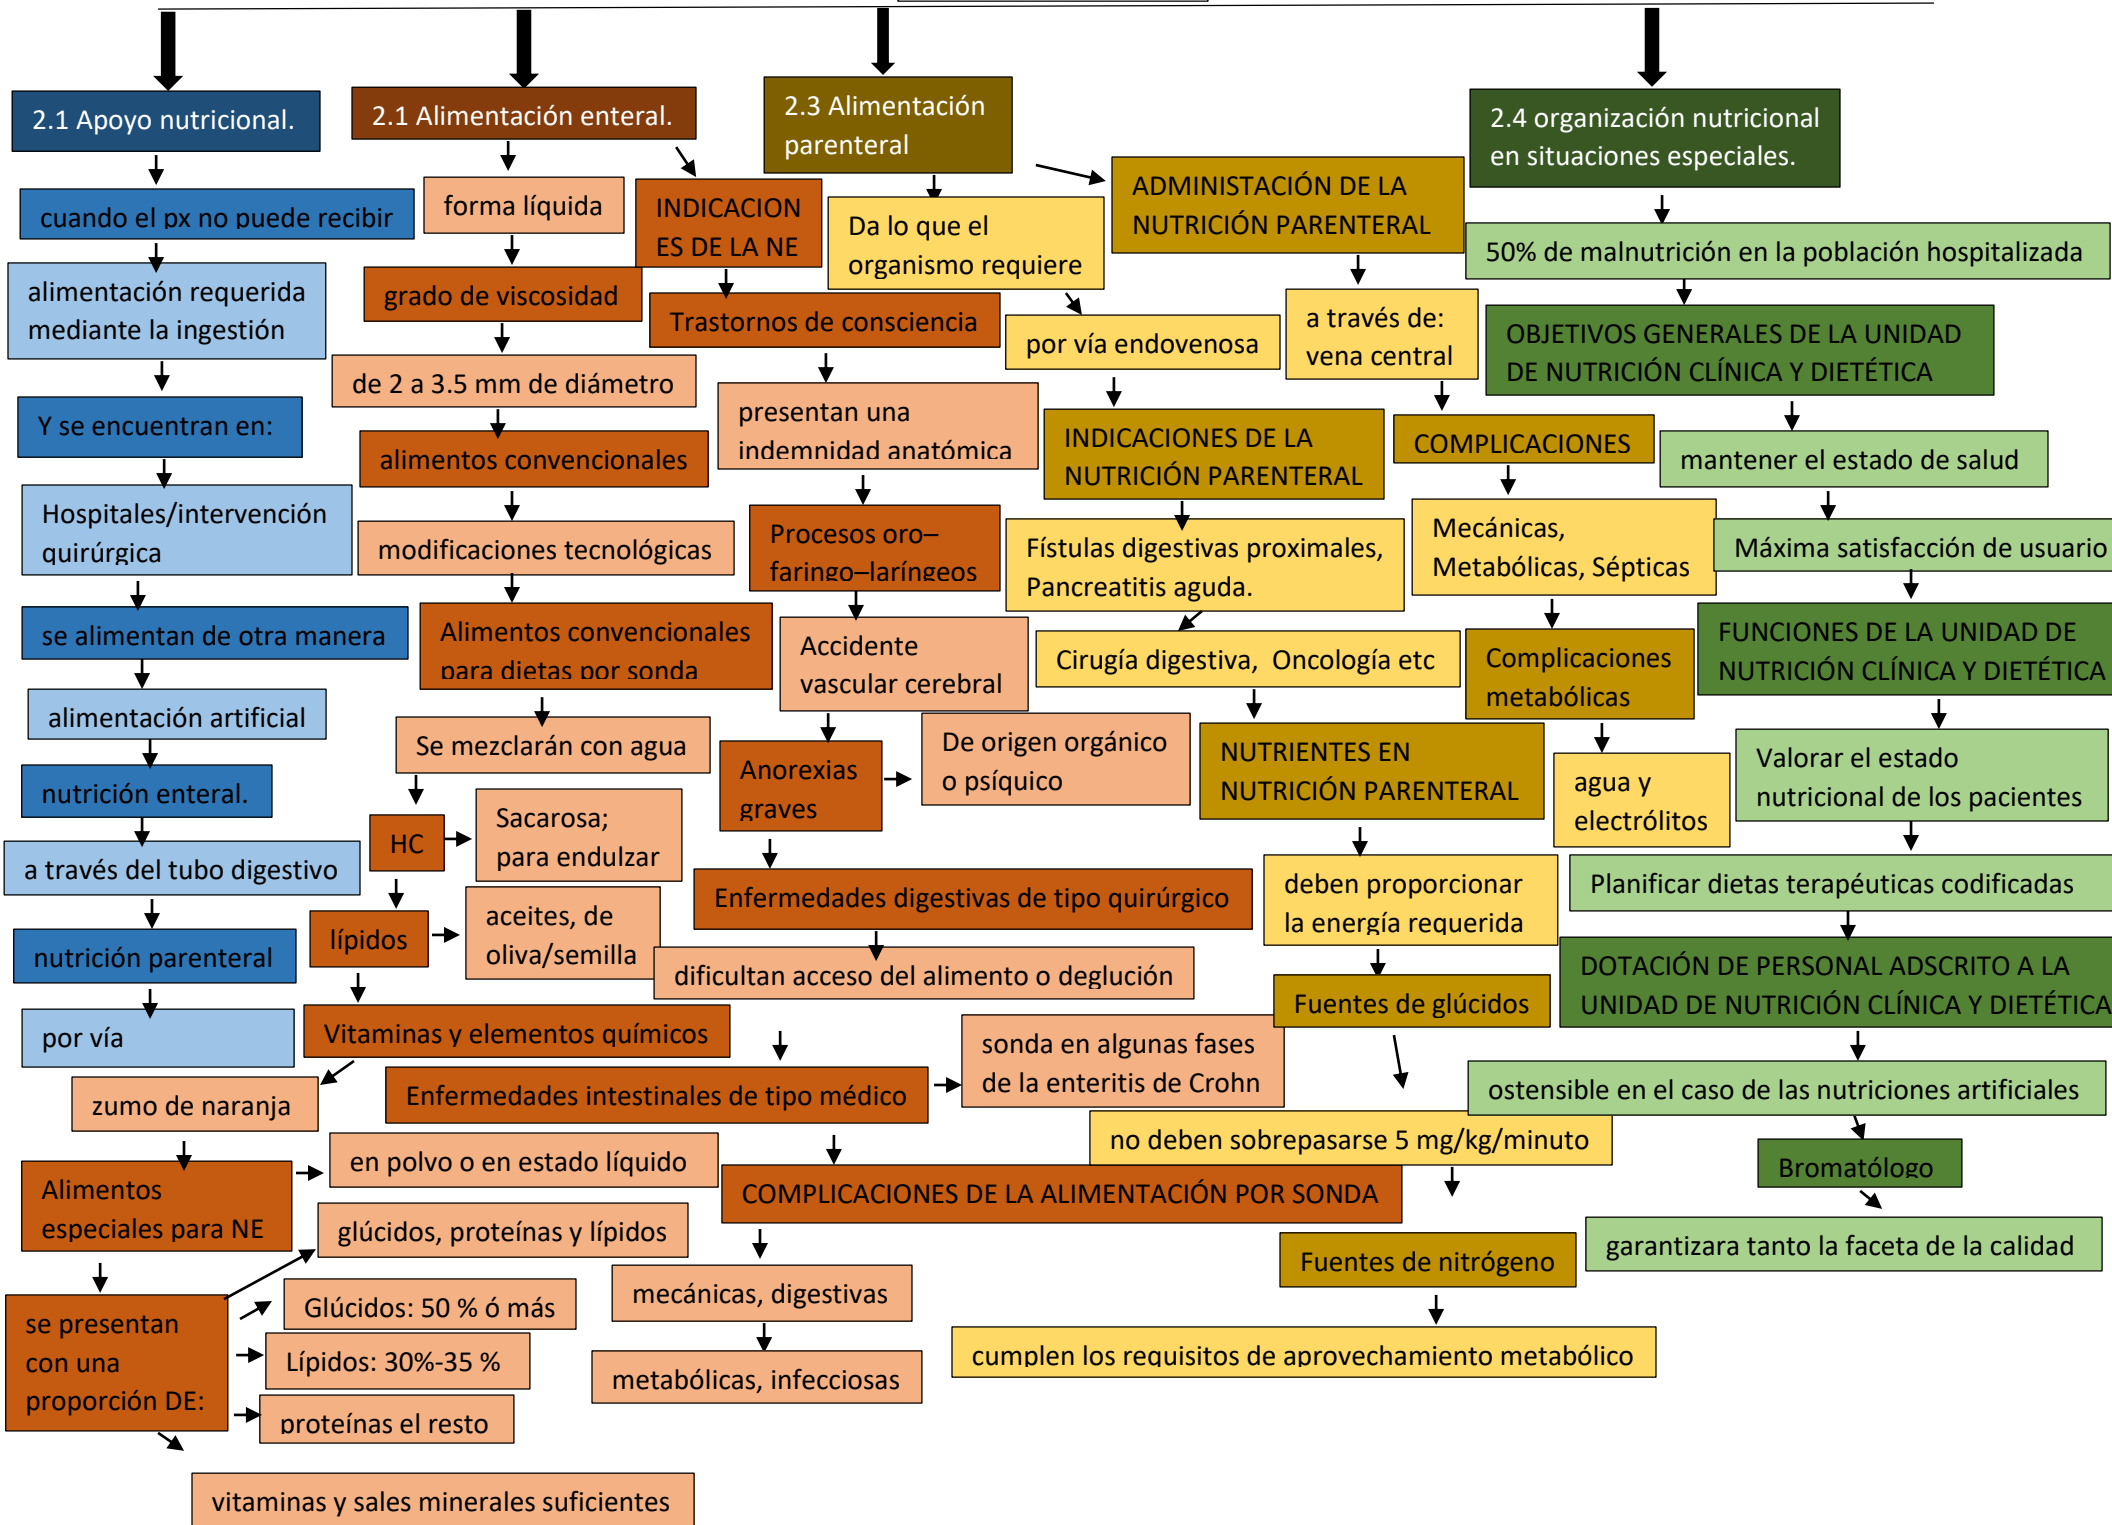 2.1 Apoyo nutricional.
cuando el px no puede recibir
alimentación requerida
mediante la ingestión
Y se encuentran en:
Hospitales/intervención
quirúrgica
se alimentan de otra manera
alimentación artificial
nutrición enteral.
a través del tubo digestivo
nutrición parenteral
por vía
2.1 Alimentación enteral.
forma líquida
grado de viscosidad
de 2 a 3.5 mm de diámetro
alimentos convencionales
modificaciones tecnológicas
Alimentos convencionales
para dietas por sonda
Se mezclarán con agua
HC
Sacarosa;
para endulzar
lípidos
aceites, de
oliva/semilla
Vitaminas y elementos químicos
zumo de naranja
Alimentos
especiales para NE
en polvo o en estado líquido
se presentan
con una
proporción DE:
glúcidos, proteínas y lípidos
Glúcidos: 50 % ó más
Lípidos: 30%-35 %
proteínas el resto
vitaminas y sales minerales suficientes
INDICACION
ES DE LA NE
Trastornos de consciencia
presentan una
indemnidad anatómica
Procesos oro–
faringo–laríngeos
Accidente
vascular cerebral
Anorexias
graves
De origen orgánico
o psíquico
Enfermedades digestivas de tipo quirúrgico
dificultan acceso del alimento o deglución
Enfermedades intestinales de tipo médico
sonda en algunas fases
de la enteritis de Crohn
COMPLICACIONES DE LA ALIMENTACIÓN POR SONDA
mecánicas, digestivas
metabólicas, infecciosas
2.3 Alimentación
parenteral
Da lo que el
organismo requiere
por vía endovenosa
INDICACIONES DE LA
NUTRICIÓN PARENTERAL
Fístulas digestivas proximales,
Pancreatitis aguda.
Cirugía digestiva, Oncología etc
NUTRIENTES EN
NUTRICIÓN PARENTERAL
deben proporcionar
la energía requerida
Fuentes de glúcidos
no deben sobrepasarse 5 mg/kg/minuto
Fuentes de nitrógeno
cumplen los requisitos de aprovechamiento metabólico
ADMINISTACIÓN DE LA
NUTRICIÓN PARENTERAL
a través de:
vena central
COMPLICACIONES
Mecánicas,
Metabólicas, Sépticas
Complicaciones
metabólicas
agua y
electrólitos
2.4 organización nutricional
en situaciones especiales.
50% de malnutrición en la población hospitalizada
OBJETIVOS GENERALES DE LA UNIDAD
DE NUTRICIÓN CLÍNICA Y DIETÉTICA
mantener el estado de salud
Máxima satisfacción de usuario
FUNCIONES DE LA UNIDAD DE
NUTRICIÓN CLÍNICA Y DIETÉTICA
Valorar el estado
nutricional de los pacientes
Planificar dietas terapéuticas codificadas
DOTACIÓN DE PERSONAL ADSCRITO A LA
UNIDAD DE NUTRICIÓN CLÍNICA Y DIETÉTICA
ostensible en el caso de las nutriciones artificiales
Bromatólogo
garantizara tanto la faceta de la calidad